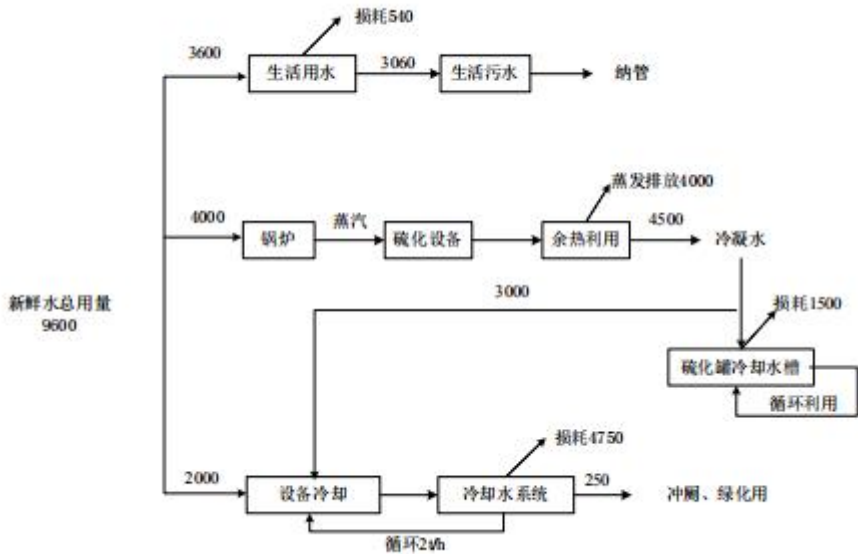 损耗540
3600
生活用水
3060
生活污水
纳管
蒸发排放4000
4000
锅炉
蒸汽
硫化设备
余热利用
4500
冷凝水
新鲜水总用量
9600
3000
损耗1500
硫化罐冷却水槽
循环利用
损耗4750
2000
设备冷却
冷却水系统
250
冲厕、绿化用
循环2t/h